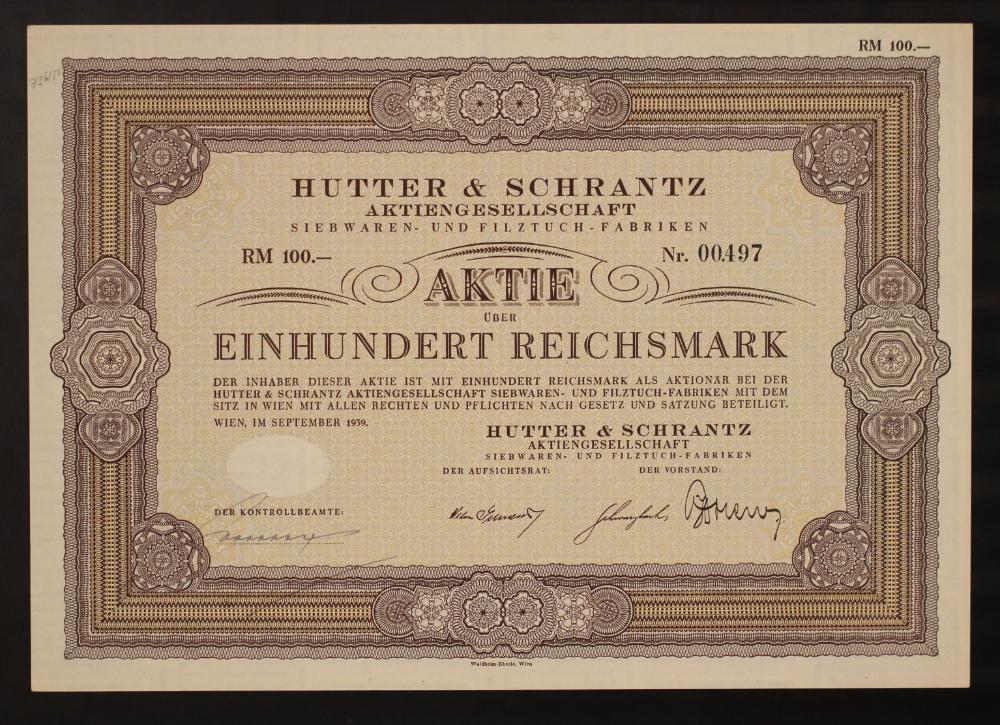 RM 100.—
HUTTER & SCHRANTZ
AKTIENGESELLSCHAFT
SIEBWAREN- UND FILZTUCH-FABRIKEN
RM 100.—
Nr. 00497
AKTIE
ÜBER
EINHUNDERT REICHSMARK
DER INHABER DIESER AKTIE IST MIT EINHUNDERT REICHSMARK ALS AKTIONÄR BEI DER
HUTTER & SCHRANTZ AKTIENGESELLSCHAFT SIEBWAREN- UND FILZTUCH-FABRIKEN MIT DEM
SITZ IN WIEN MIT ALLEN RECHTEN UND PFLICHTEN NACH GESETZ UND SATZUNG BETEILIGT.
WIEN, IM SEPTEMBER 1939.
HUTTER & SCHRANTZ
AKTIENGESELLSCHAFT
SIEBWAREN- UND FILZTUCH-FABRIKEN
DER AUFSICHTSRAT:
DER VORSTAND:
DER KONTROLLBEAMTE:
Waldheim-Eberle, Wien